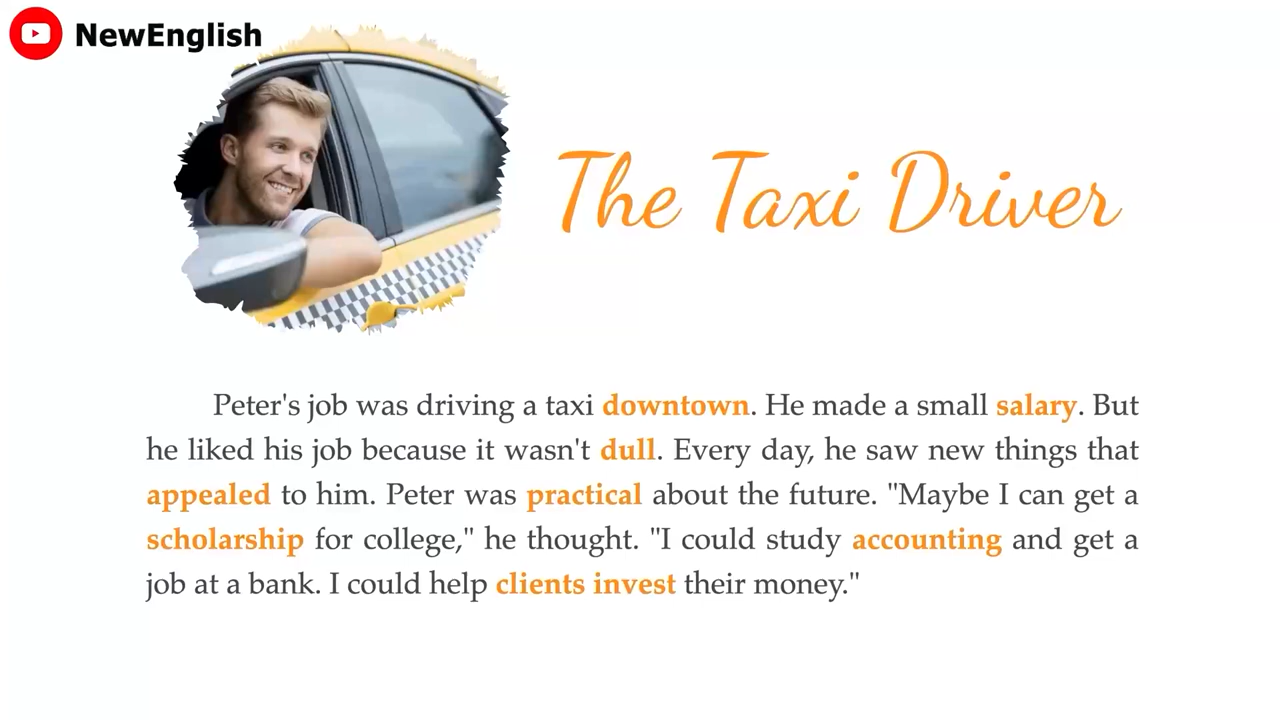 NewEnglish
The Taxi Driver
Peter's job was driving a taxi downtown. He made a small salary. But
he liked his job because it wasn't dull. Every day, he saw new things that
appealed to him. Peter was practical about the future. "Maybe I can get a
scholarship for college," he thought. "I could study accounting and get a
job at a bank. I could help clients invest their money."